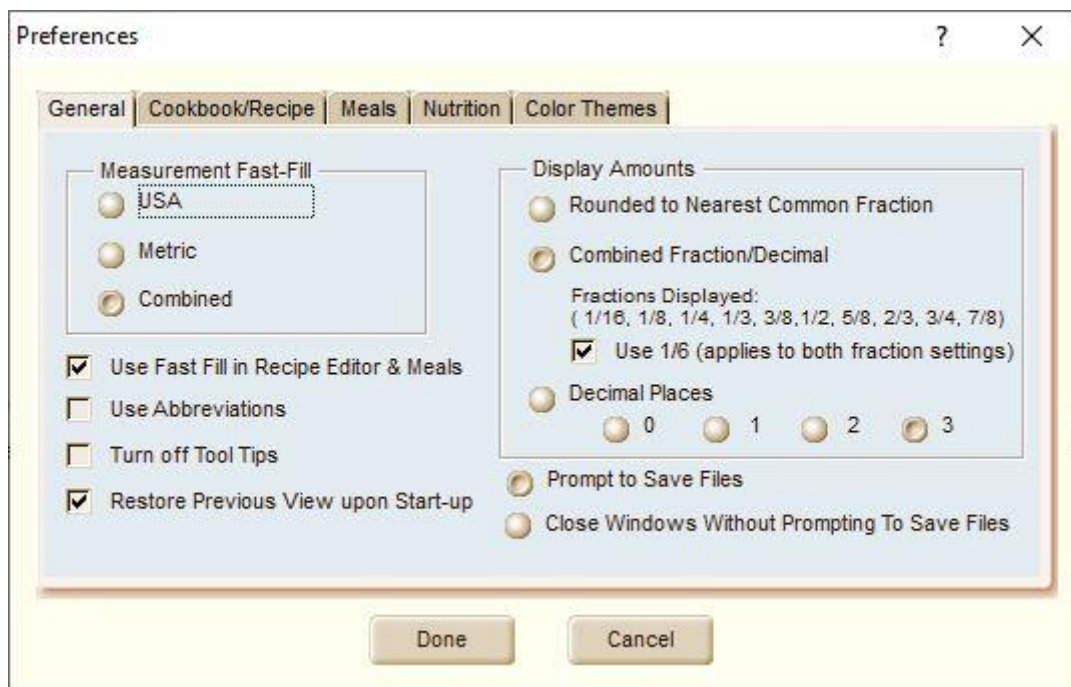 Preferences
?
General Cookbook/Recipe Meals Nutrition Color Themes
Measurement Fast-Fill
USA
Metric
Combined
Use Fast Fill in Recipe Editor & Meals
Use Abbreviations
Turn off Tool Tips
Restore Previous View upon Start-up
Display Amounts
Rounded to Nearest Common Fraction
Combined Fraction/Decimal
Fractions Displayed:
( 1/16, 1/8, 1/4, 1/3, 3/8,1/2, 5/8, 2/3, 3/4, 7/8)
Use 1/6 (applies to both fraction settings)
Decimal Places
0 1 2 3
Prompt to Save Files
Close Windows Without Prompting To Save Files
Done Cancel